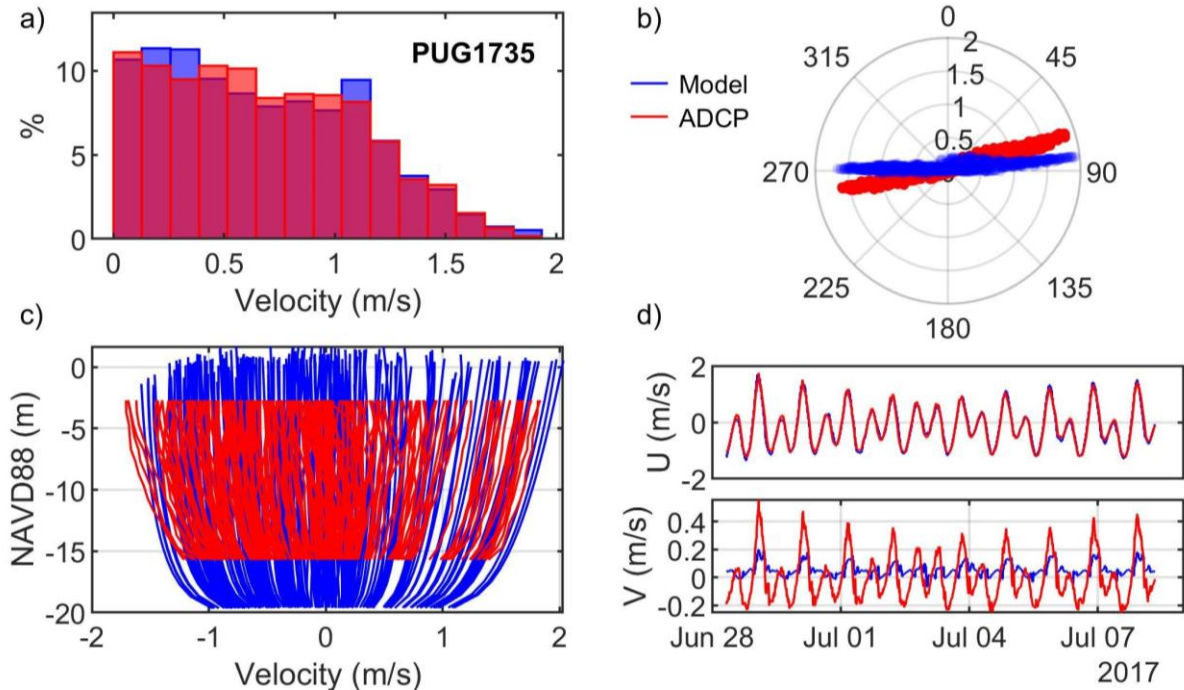 a)
PUG1735
10
5
0
%
0
0.5
1
1.5
2
Velocity (m/s)
b)
Model
ADCP
0
45
90
135
180
225
270
315
2
1.5
1
0.5
0
c)
0
-5
-10
-15
-20
NAVD88 (m)
-2
-1
0
1
2
Velocity (m/s)
d)
2
0
-2
U (m/s)
0.4
0.2
0
-0.2
V (m/s)
Jun 28
Jul 01
Jul 04
Jul 07
2017